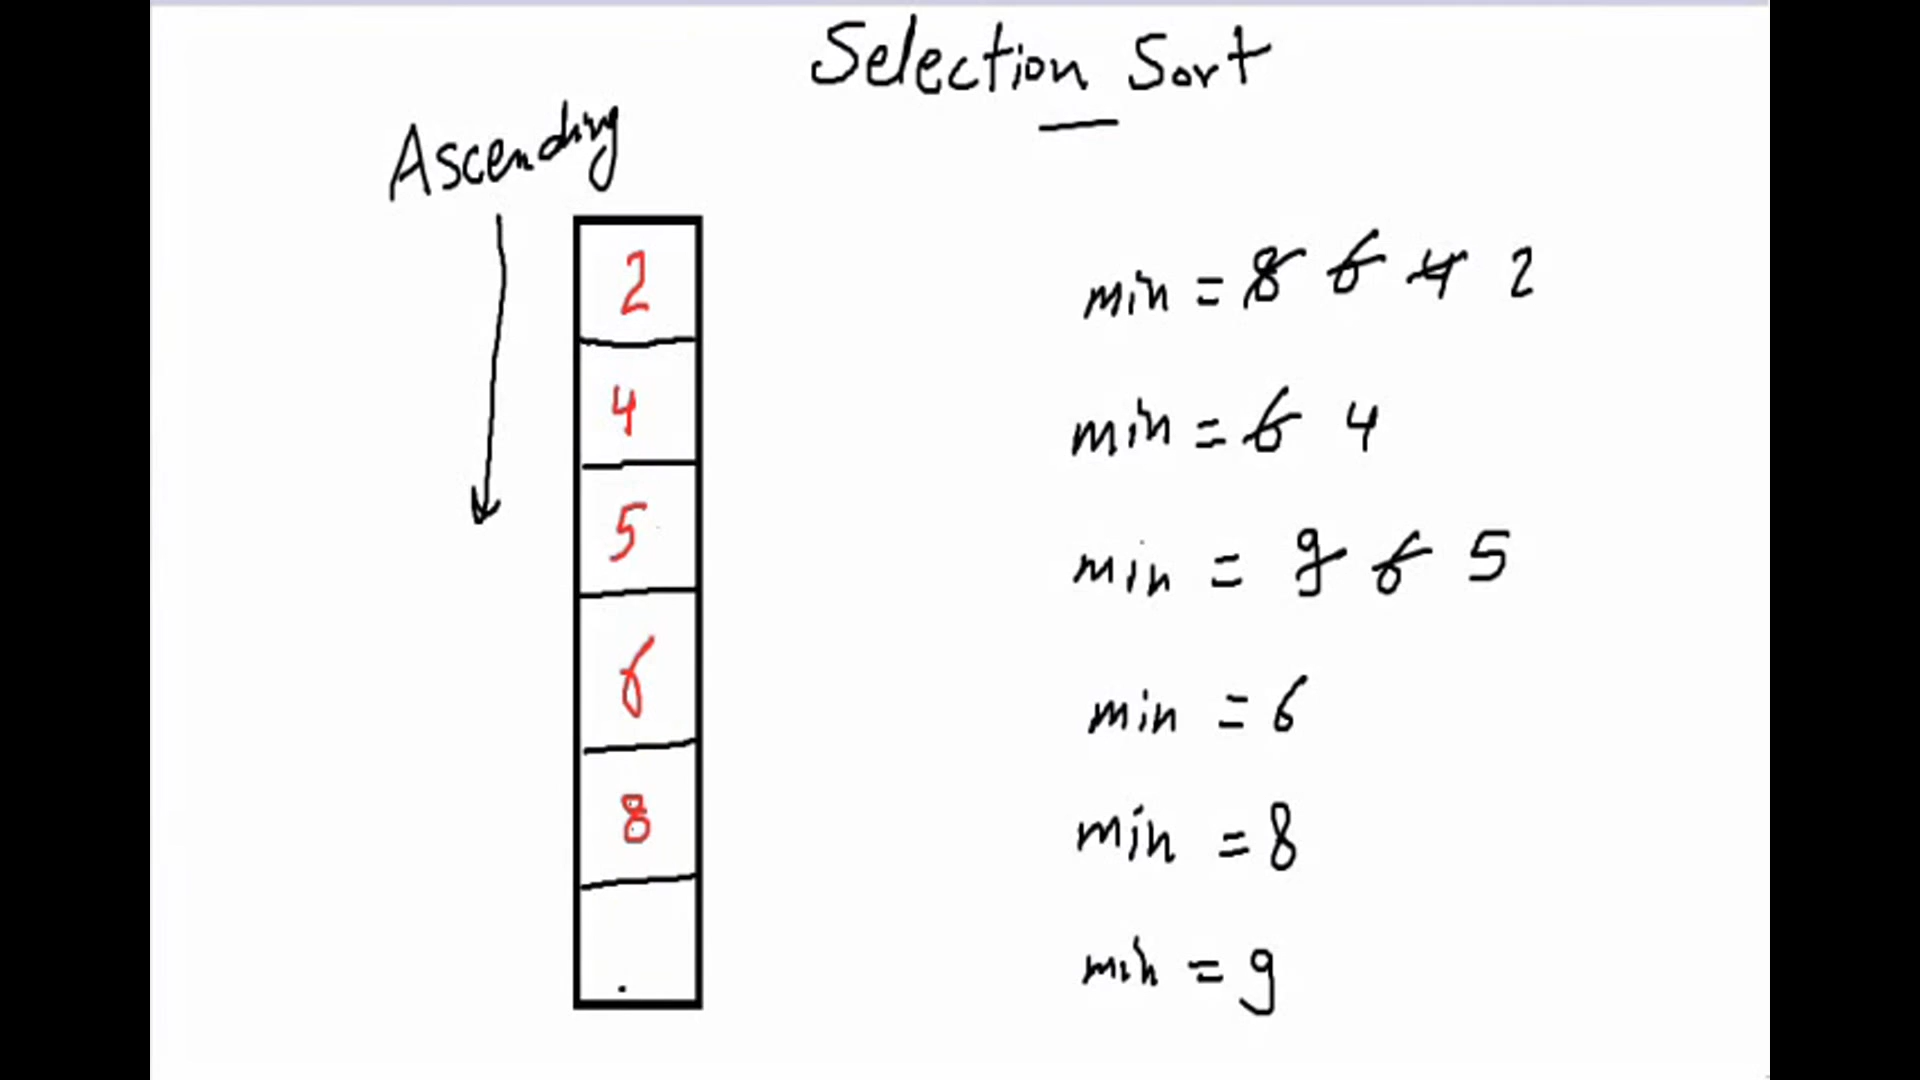 Selection Sort
Ascending
2
4
5
6
8
min = 8 6 4 2
min = 6 4
min = 9 6 5
min = 6
min = 8
min = 9